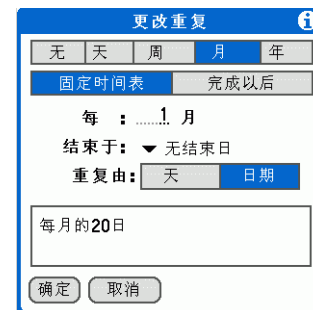 更改重复
无 天 周 月 年
固定时间表 完成以后
每 : 1 月
结束于: 无结束日
重复由: 天 日期
每月的20日
确定 取消